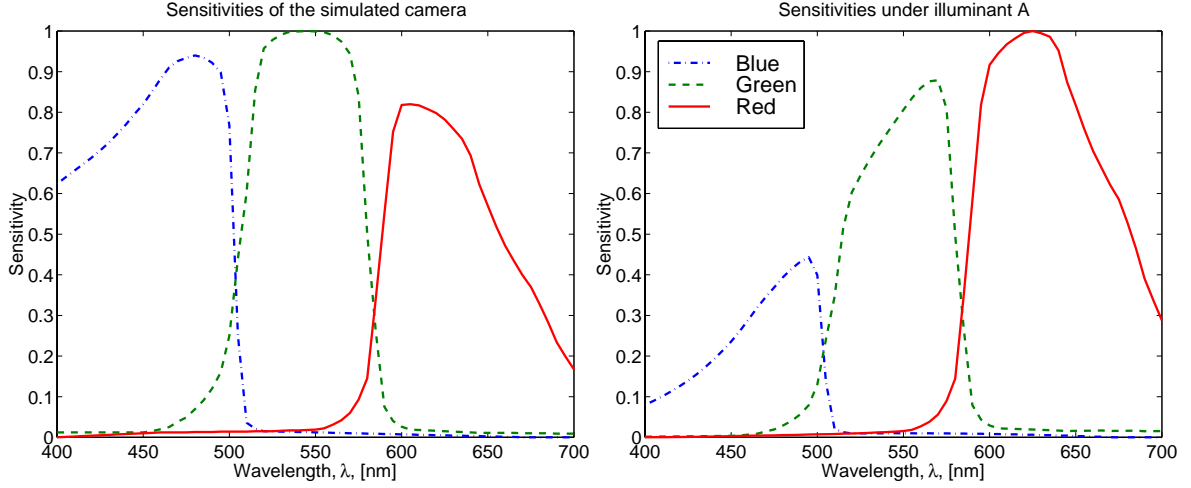 Sensitivities of the simulated camera
1
0.9
0.8
0.7
0.6
0.5
0.4
0.3
0.2
0.1
0
Sensitivity
400 450 500 550 600 650 700
Wavelength, λ, [nm]
Sensitivities under illuminant A
Blue
Green
Red
1
0.9
0.8
0.7
0.6
0.5
0.4
0.3
0.2
0.1
0
Sensitivity
400 450 500 550 600 650 700
Wavelength, λ, [nm]